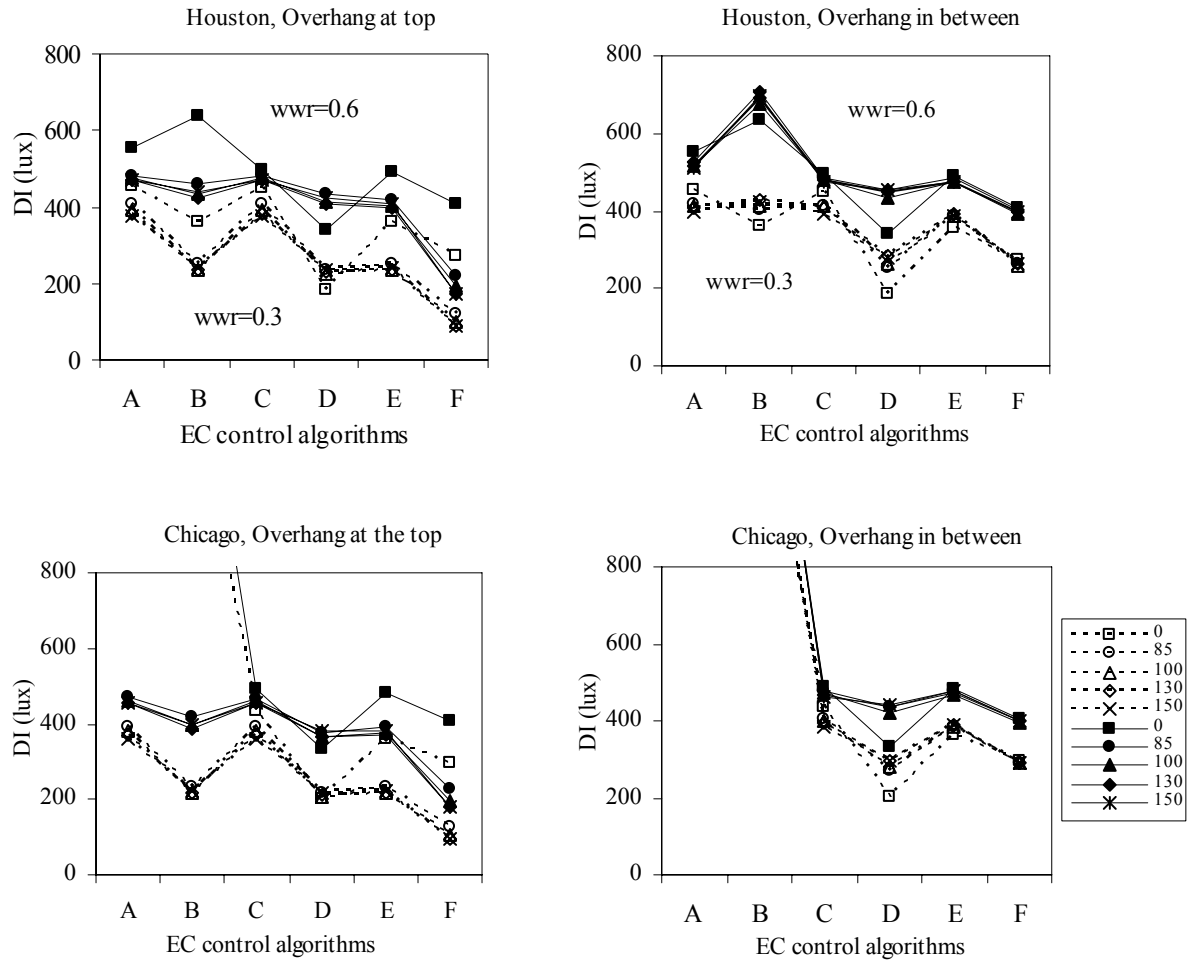 Houston, Overhang at top
800
600
400
200
0
DI (lux)
wwr=0.6
wwr=0.3
A B C D E F
EC control algorithms
Houston, Overhang in between
800
600
400
200
0
DI (lux)
wwr=0.6
wwr=0.3
A B C D E F
EC control algorithms
Chicago, Overhang at the top
800
600
400
200
0
DI (lux)
A B C D E F
EC control algorithms
Chicago, Overhang in between
800
600
400
200
0
DI (lux)
A B C D E F
EC control algorithms
0
85
100
130
150
0
85
100
130
150